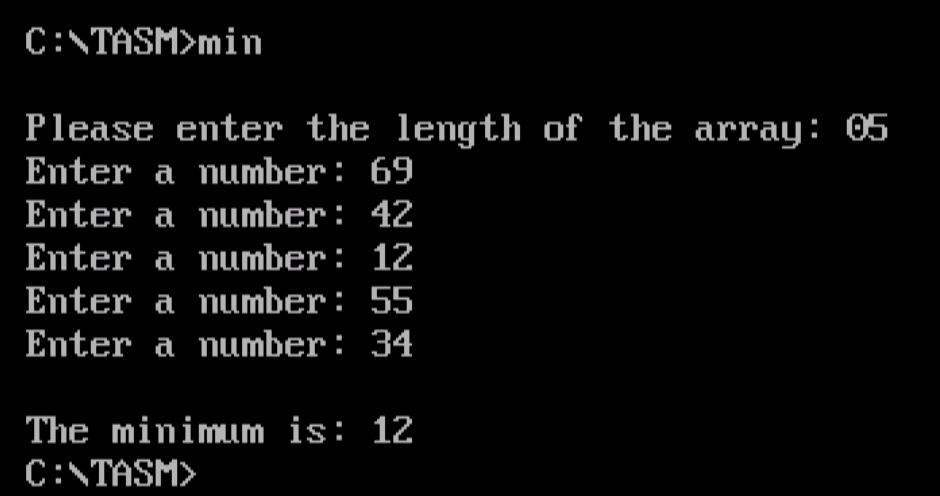 C:\TASM>min
Please enter the length of the array: 05
Enter a number: 69
Enter a number: 42
Enter a number: 12
Enter a number: 55
Enter a number: 34
The minimum is: 12
C:\TASM>